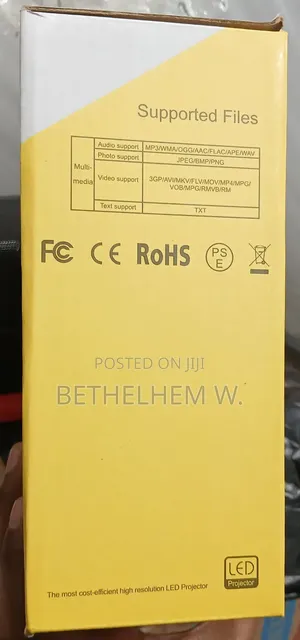 Supported Files
Multi-
media
Audio support MP3/WMA/OGG/AAC/FLAC/APE/WAV
Photo support JPEG/BMP/PNG
Video support 3GP/AVI/MKV/FLV/MOV/MP4/MPG/
VOB/MPG/RMVB/RM
Text support TXT
FC CE RoHS PS
E
POSTED ON JIJI
BETHELHEM W.
LED
Projector
The most cost-efficient high resolution LED Projector